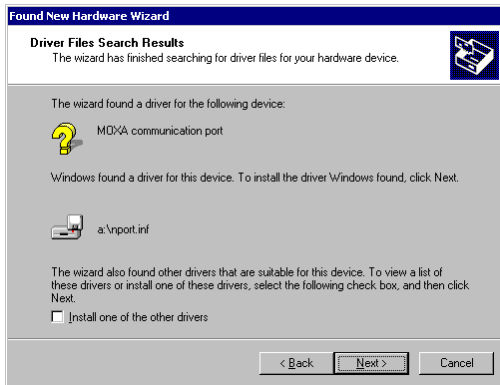 Found New Hardware Wizard
Driver Files Search Results
The wizard has finished searching for driver files for your hardware device.
The wizard found a driver for the following device:
MOXA communication port
Windows found a driver for this device. To install the driver Windows found, click Next.
a:\nport.inf
The wizard also found other drivers that are suitable for this device. To view a list of
these drivers or install one of these drivers, select the following check box, and then click
Next.
Install one of the other drivers
< Back
Next >
Cancel